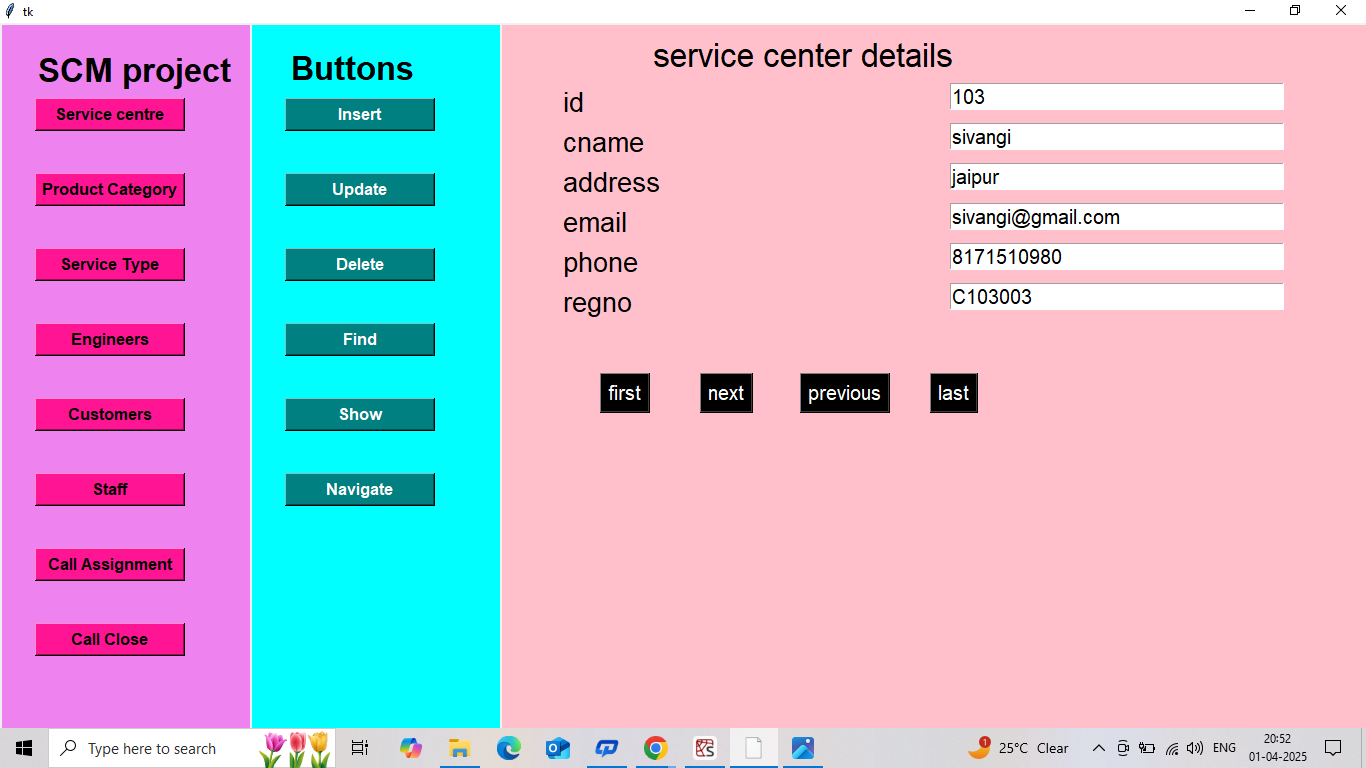 tk
SCM project
Service centre
Product Category
Service Type
Engineers
Customers
Staff
Call Assignment
Call Close
Buttons
Insert
Update
Delete
Find
Show
Navigate
service center details
id 103
cname sivangi
address jaipur
email sivangi@gmail.com
phone 8171510980
regno C103003
first next previous last
Type here to search
1 25°C Clear ENG 20:52
01-04-2025